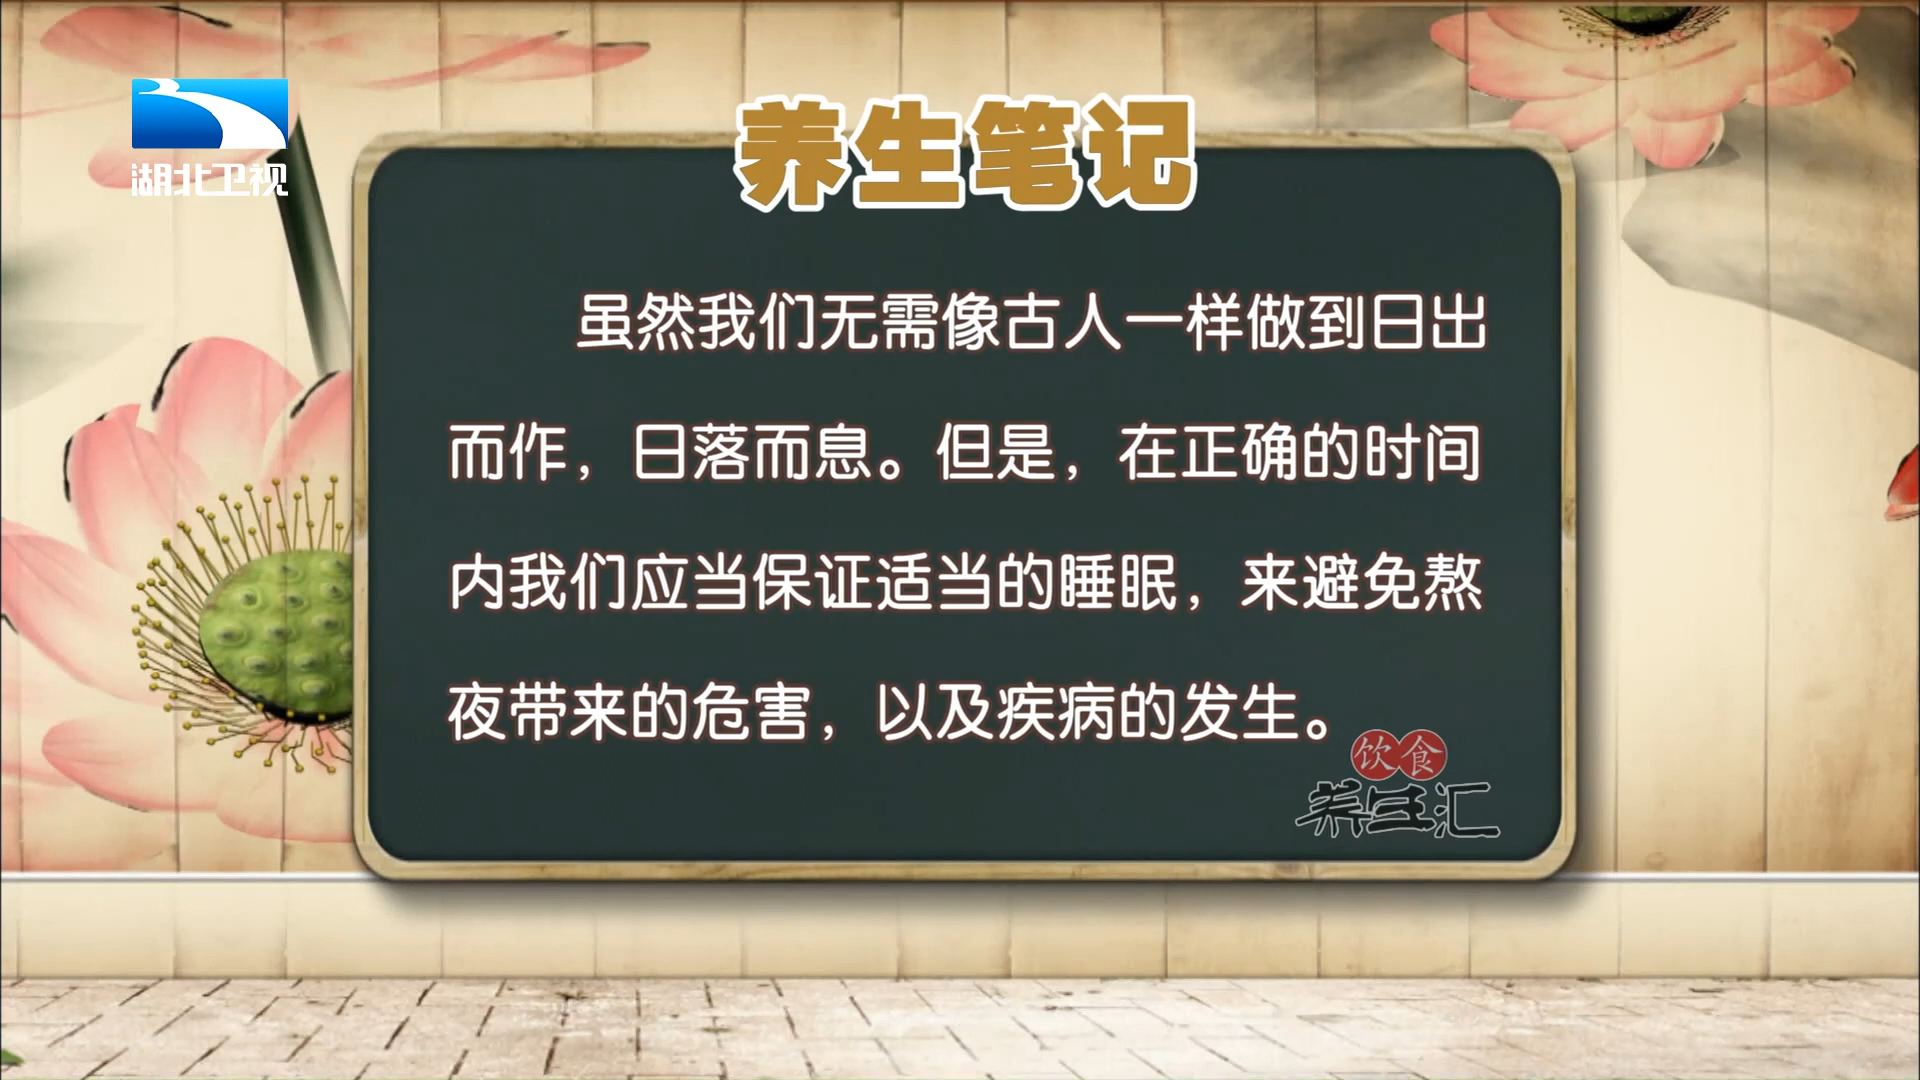 湖北卫视
养生笔记
虽然我们无需像古人一样做到日出
而作，日落而息。但是，在正确的时间
内我们应当保证适当的睡眠，来避免熬
夜带来的危害，以及疾病的发生。
饮食
养生汇